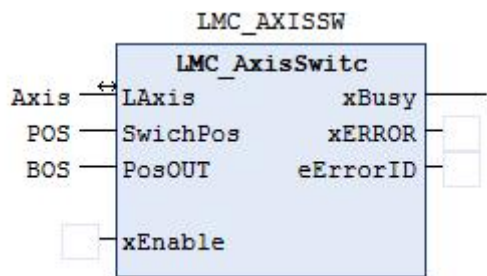 LMC_AXISSW
LMC_AxisSwitc
Axis LAxis xBusy
POS SwichPos xERROR
BOS PosOUT eErrorID
xEnable